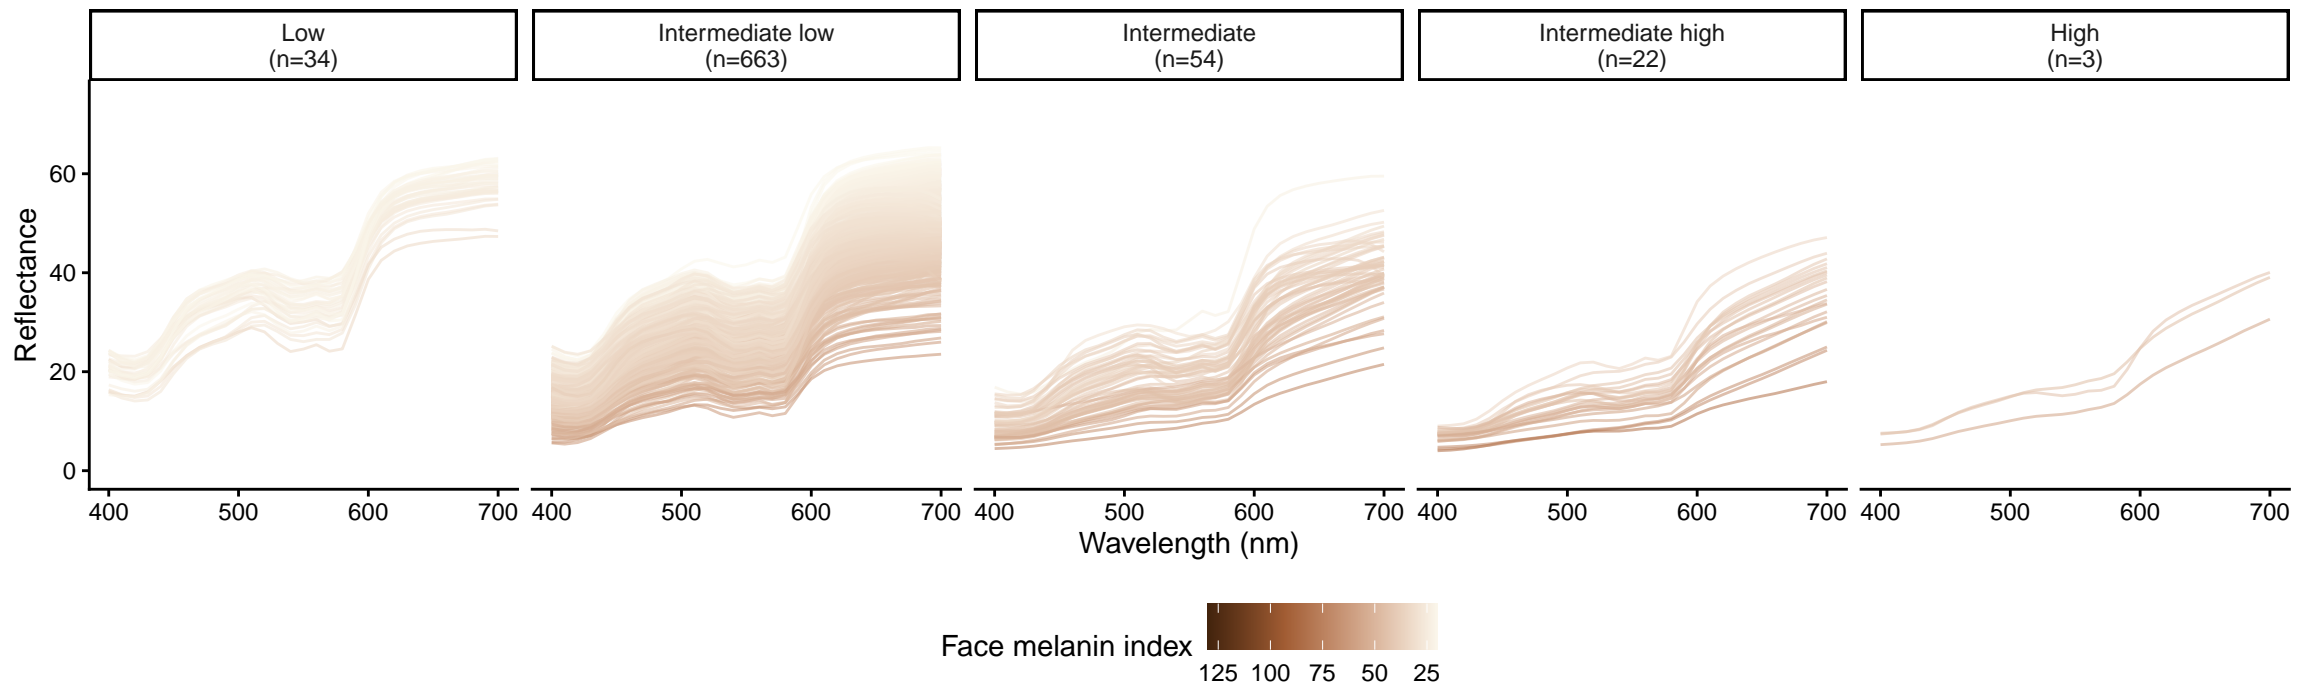 Low
(n=34)
Intermediate low
(n=663)
Intermediate
(n=54)
Intermediate high
(n=22)
High
(n=3)
Reflectance
60
40
20
0
400 500 600 700 400 500 600 700 400 500 600 700 400 500 600 700 400 500 600 700
Wavelength (nm)
Face melanin index
125 100 75 50 25